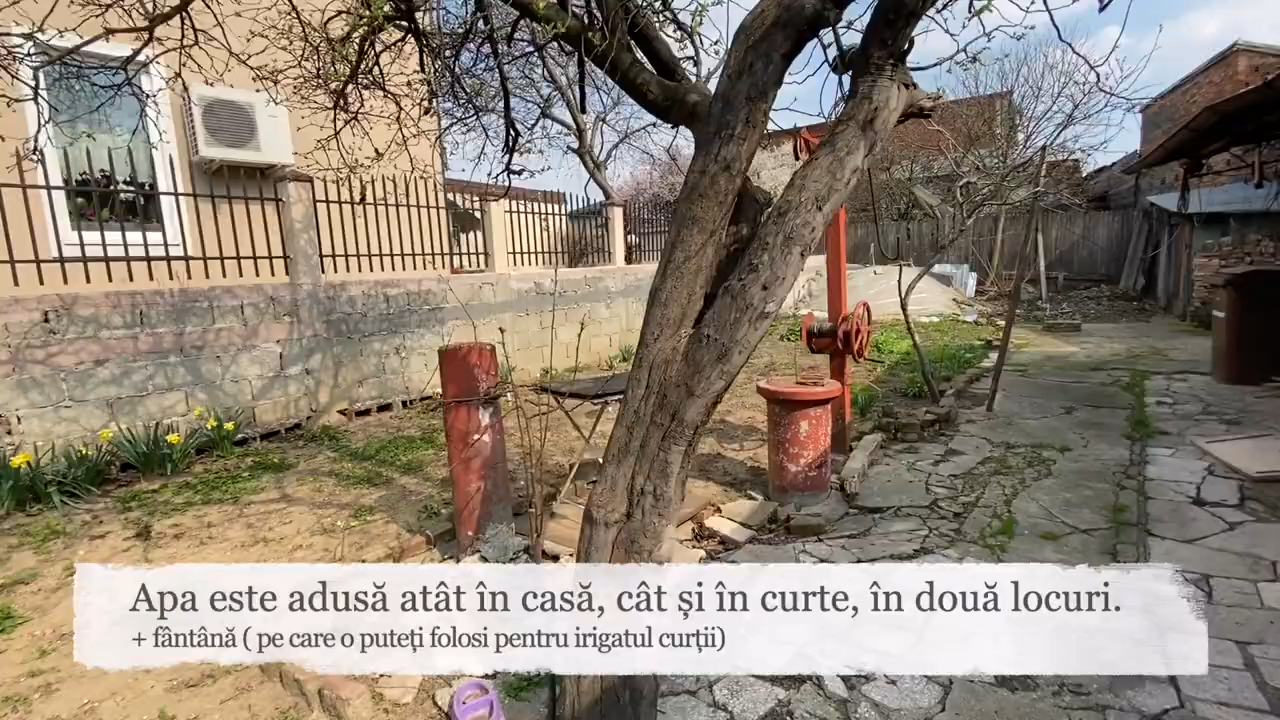 Apa este adusă atât în casă, cât și în curte, în două locuri.
+ fântână ( pe care o puteți folosi pentru irigatul curții)